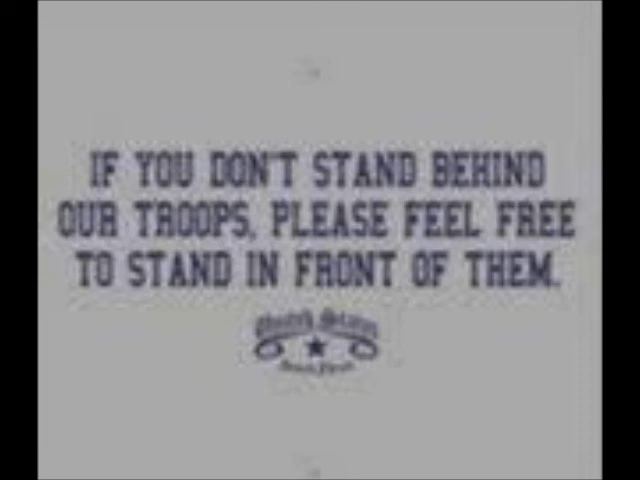 IF YOU DON'T STAND BEHIND
OUR TROOPS, PLEASE FEEL FREE
TO STAND IN FRONT OF THEM.